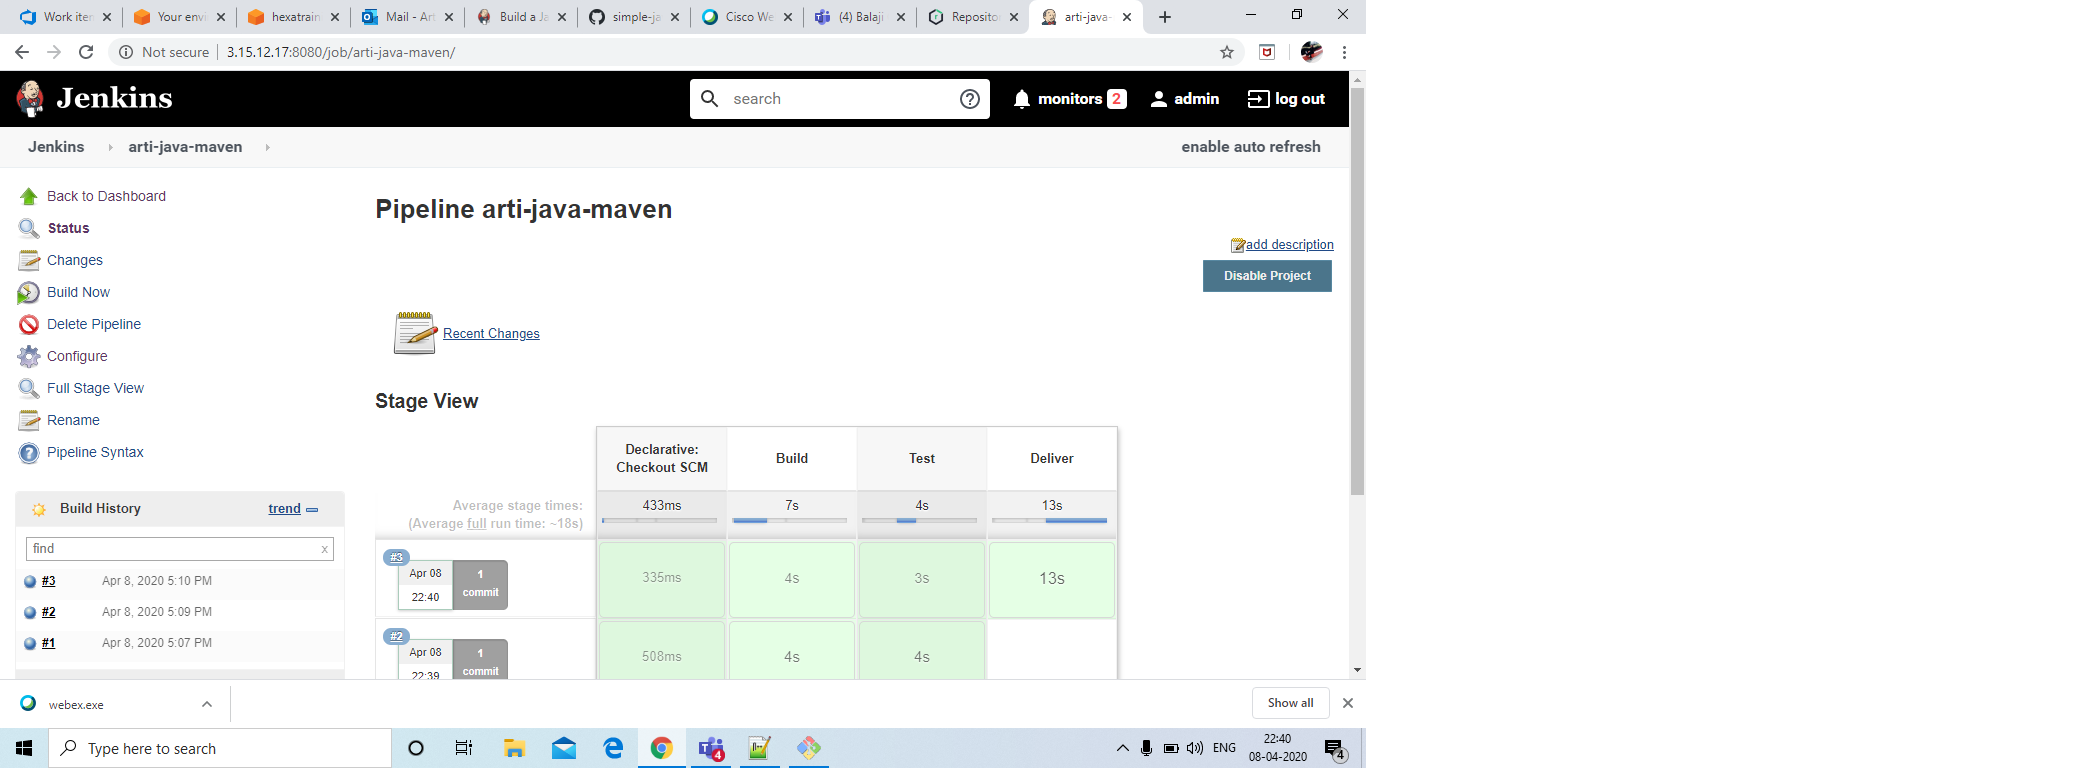 Work iten
Your envi
hexatrain
Mail - Art
Build a Ja
simple-ja
Cisco We
(4) Balaji
Reposito
arti-java-
Not secure
3.15.12.17:8080/job/arti-java-maven/
Jenkins
search
monitors 2
admin
log out
Jenkins
arti-java-maven
enable auto refresh
Back to Dashboard
Status
Changes
Build Now
Delete Pipeline
Configure
Full Stage View
Rename
Pipeline Syntax
Build History
trend
find
x
#3 Apr 8, 2020 5:10 PM
#2 Apr 8, 2020 5:09 PM
#1 Apr 8, 2020 5:07 PM
Pipeline arti-java-maven
add description
Disable Project
Recent Changes
Stage View
Declarative:
Checkout SCM
Build
Test
Deliver
Average stage times:
(Average full run time: ~18s)
433ms
7s
4s
13s
#3
Apr 08
22:40
1
commit
335ms
4s
3s
13s
#2
Apr 08
22:39
1
commit
508ms
4s
4s
webex.exe
Show all
Type here to search
4
ENG
22:40
08-04-2020
4